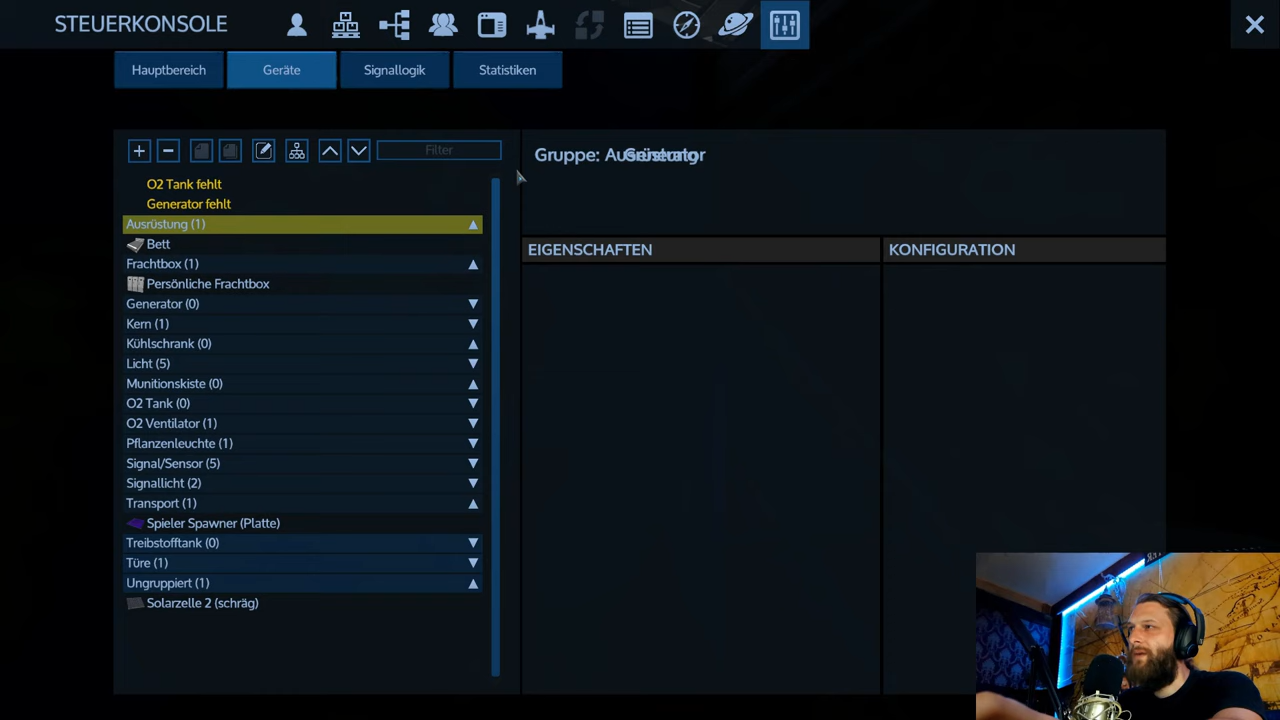 STEUERKONSOLE
Hauptbereich
Geräte
Signallogik
Statistiken
Filter
Gruppe: Ausrüstung
Generator
O2 Tank fehlt
Generator fehlt
Ausrüstung (1)
Bett
Frachtbox (1)
Persönliche Frachtbox
Generator (0)
Kern (1)
Kühlschrank (0)
Licht (5)
Munitionskiste (0)
O2 Tank (0)
O2 Ventilator (1)
Pflanzenleuchte (1)
Signal/Sensor (5)
Signallicht (2)
Transport (1)
Spieler Spawner (Platte)
Treibstofftank (0)
Türe (1)
Ungruppiert (1)
Solarzelle 2 (schräg)
EIGENSCHAFTEN
KONFIGURATION